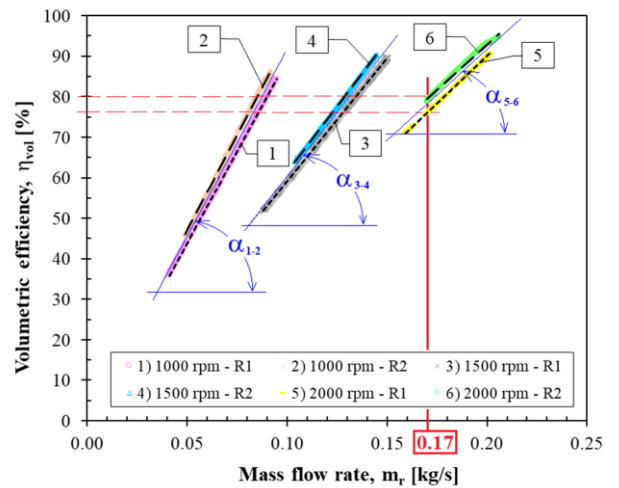 100
90
80
70
60
50
40
30
20
10
0
Volumetric efficiency, η_vol [%]
2
4
6
5
1
3
α₁₋₂
α₃₋₄
α₅₋₆
1) 1000 rpm - R1 2) 1000 rpm - R2 3) 1500 rpm - R1
4) 1500 rpm - R2 5) 2000 rpm - R1 6) 2000 rpm - R2
0.00 0.05 0.10 0.15 0.17 0.20 0.25
Mass flow rate, m_r [kg/s]